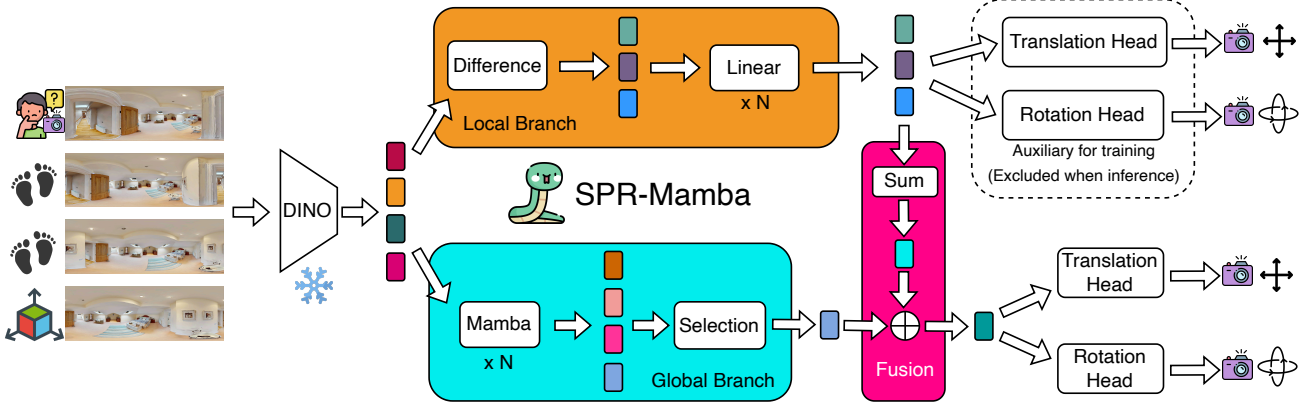 Difference
Linear
x N
Local Branch
Translation Head
Rotation Head
Auxiliary for training
(Excluded when inference)
?
DINO
SPR-Mamba
Sum
Mamba
x N
Selection
Global Branch
Fusion
Translation
Head
Rotation
Head